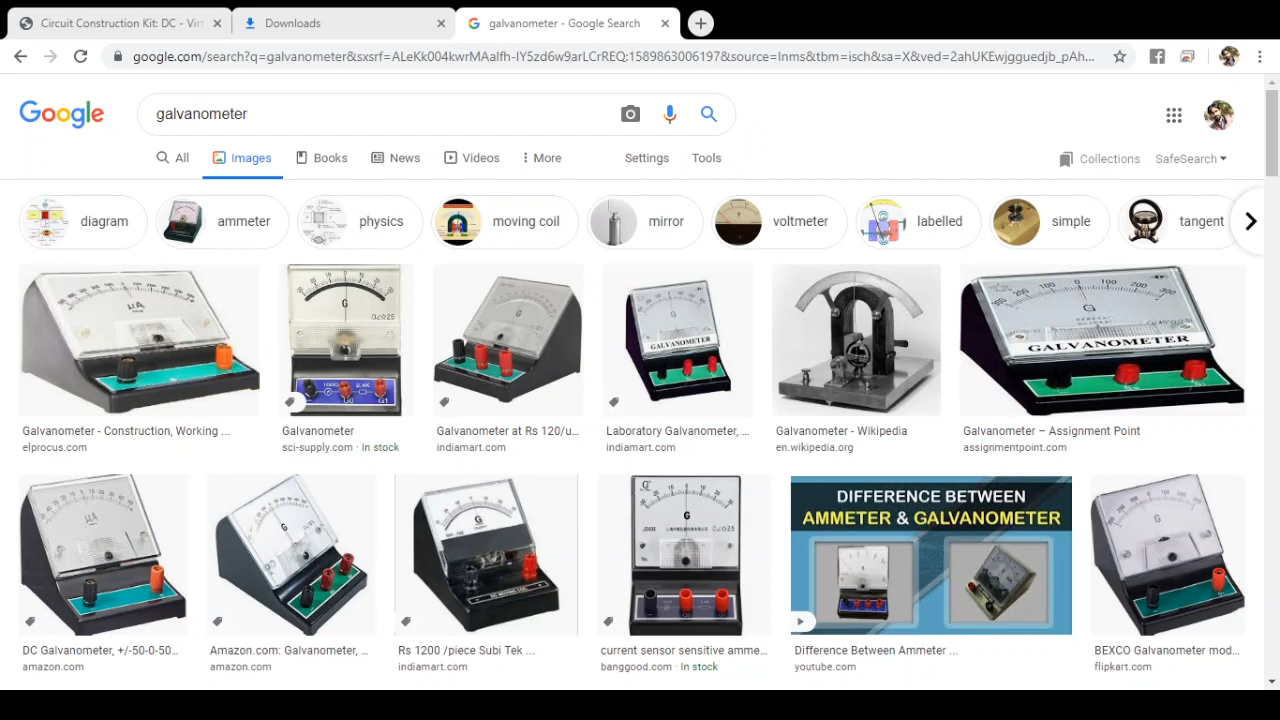 Circuit Construction Kit: DC - Virt
Downloads
galvanometer - Google Search
google.com/search?q=galvanometer&sxsrf=ALeKk004kwrMAalfh-IY5zd6w9arLCrREQ:1589863006197&source=lnms&tbm=isch&sa=X&ved=2ahUKEwjgguedjb_pAh...
Google
galvanometer
All
Images
Books
News
Videos
More
Settings
Tools
Collections
SafeSearch
diagram
ammeter
physics
moving coil
mirror
voltmeter
labelled
simple
tangent
µA
G
G
G
GALVANOMETER
G
GALVANOMETER
Galvanometer - Construction, Working ...
elprocus.com
Galvanometer
sci-supply.com · In stock
Galvanometer at Rs 120/u...
indiamart.com
Laboratory Galvanometer, ...
indiamart.com
Galvanometer - Wikipedia
en.wikipedia.org
Galvanometer – Assignment Point
assignmentpoint.com
µA
G
G
G
DIFFERENCE BETWEEN
AMMETER & GALVANOMETER
G
DC Galvanometer, +/-50-0-50...
amazon.com
Amazon.com: Galvanometer, ...
amazon.com
Rs 1200 /piece Subi Tek ...
indiamart.com
current sensor sensitive amme...
banggood.com · In stock
Difference Between Ammeter ...
youtube.com
BEXCO Galvanometer mod...
flipkart.com